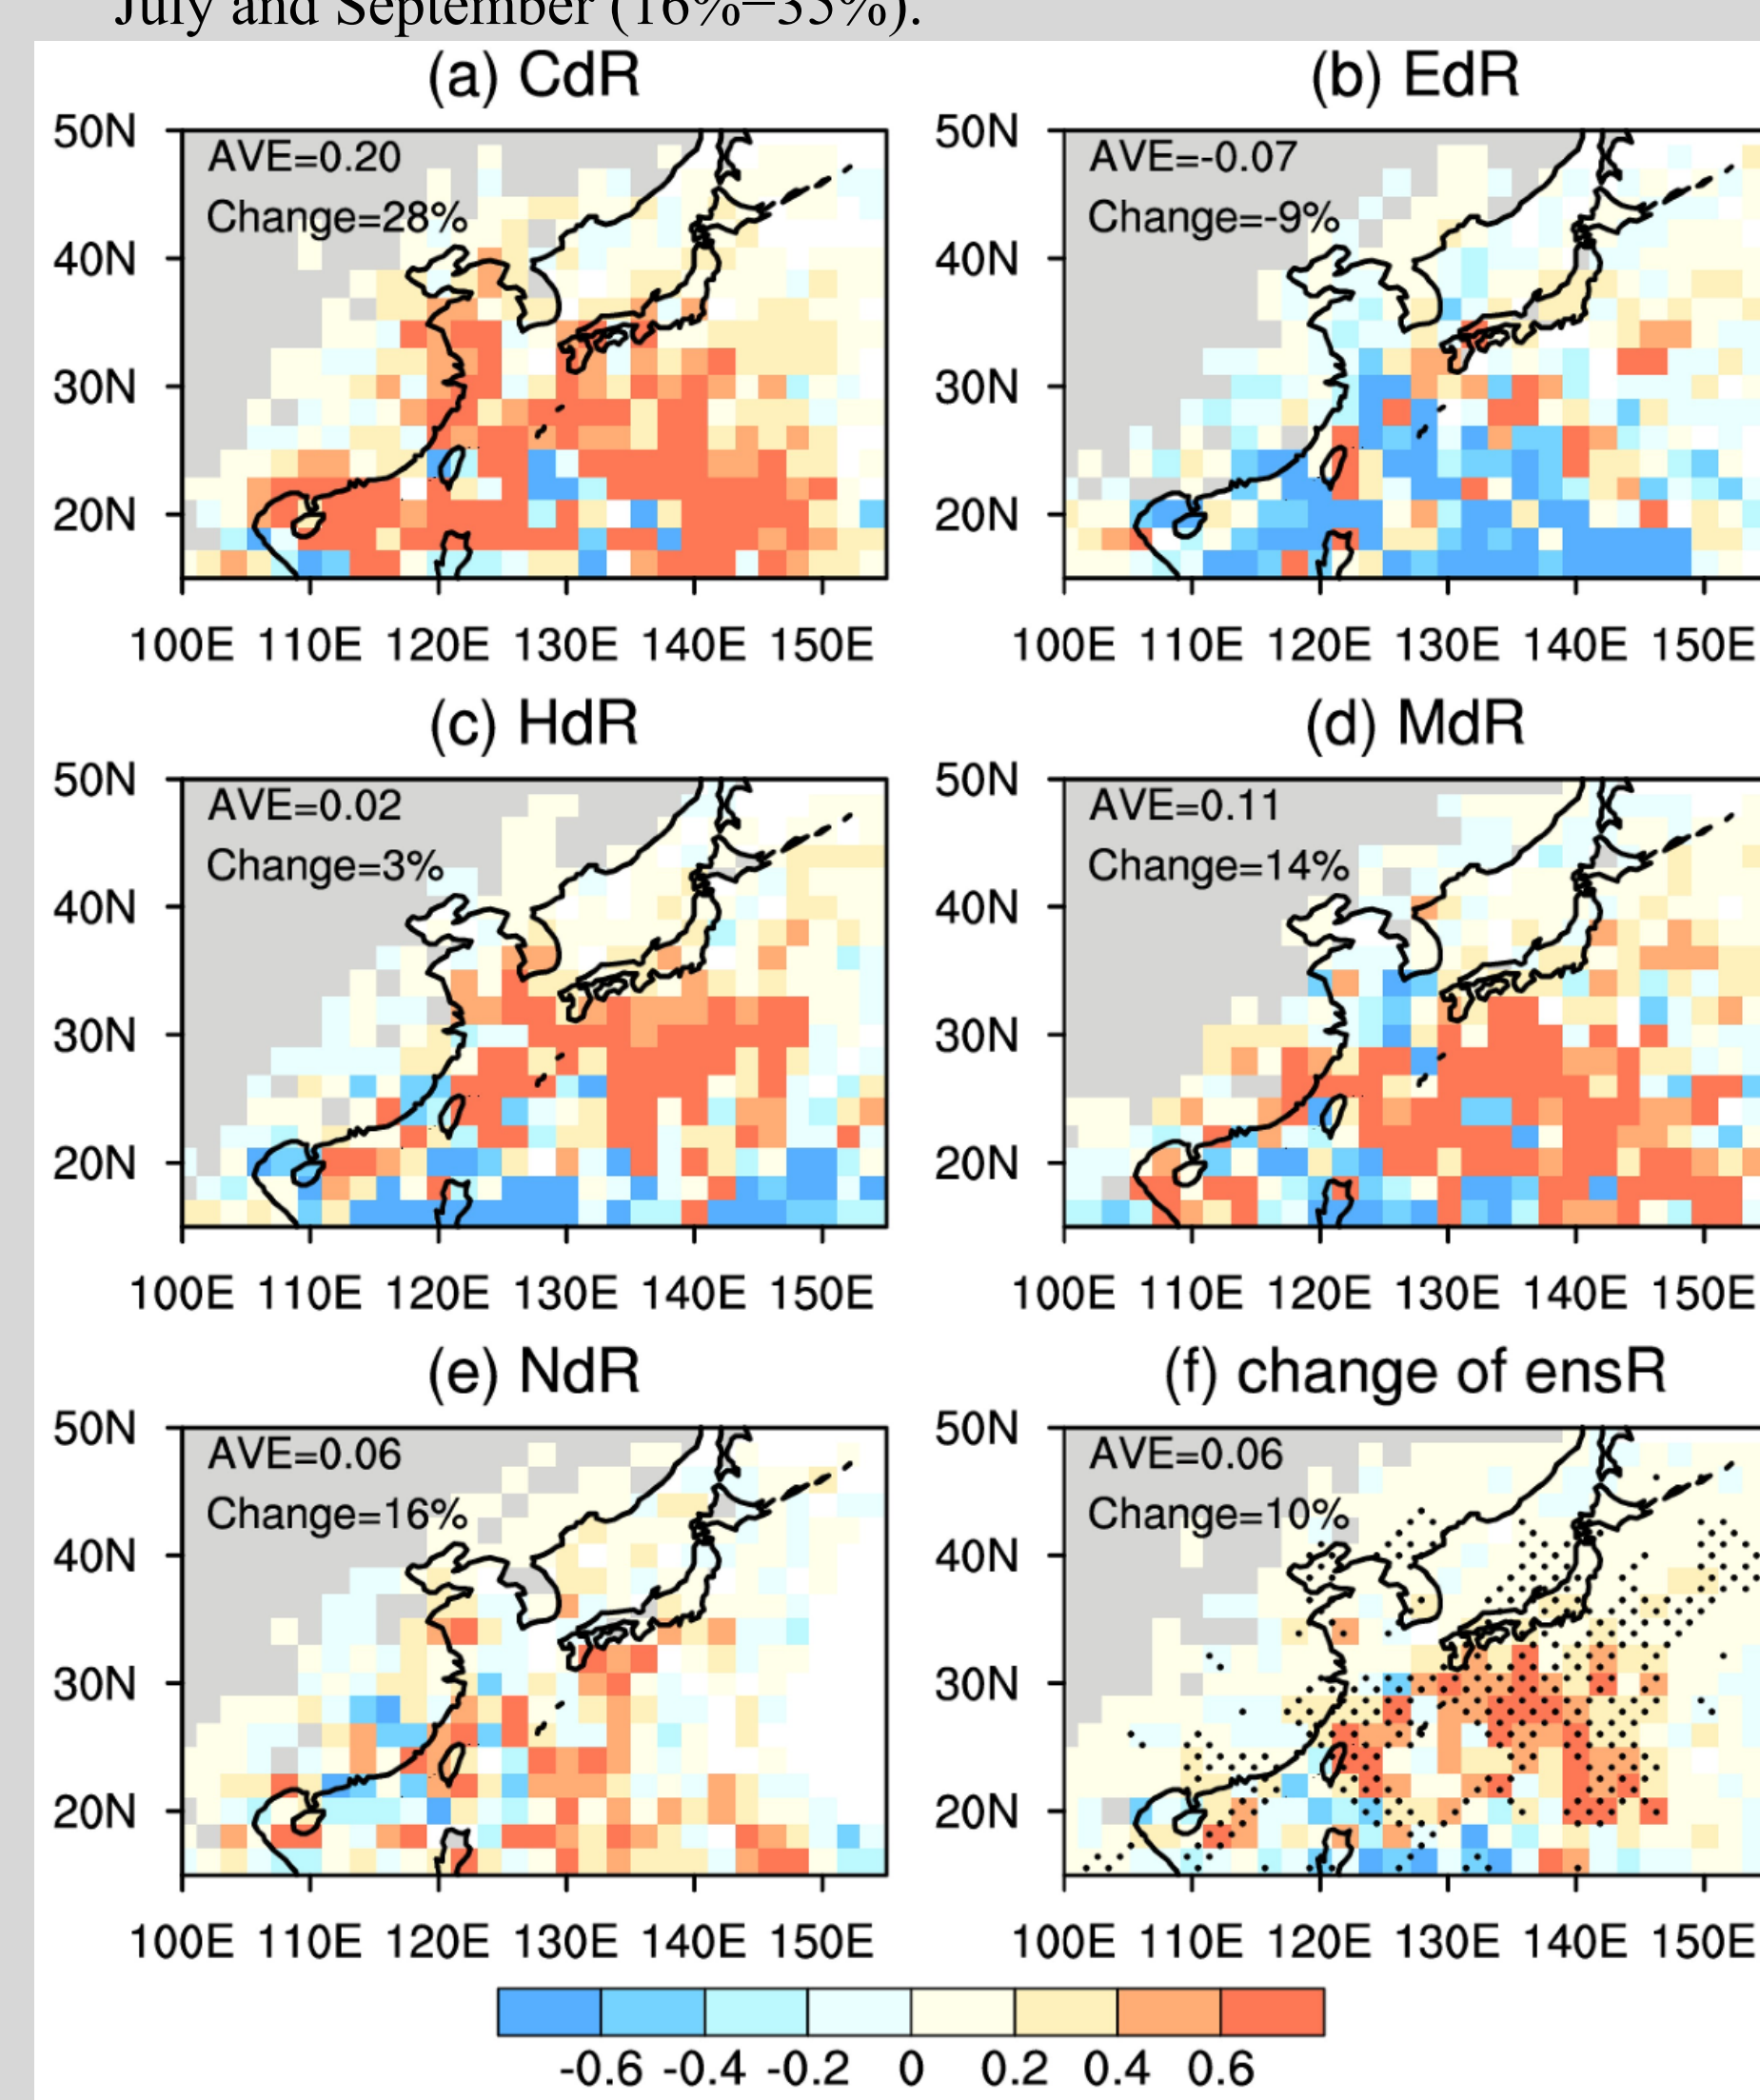 July and September (16%–35%).
(a) CdR
(b) EdR
50N
AVE=0.20
Change=28%
40N
30N
20N
100E 110E 120E 130E 140E 150E
50N
AVE=-0.07
Change=-9%
40N
30N
20N
100E 110E 120E 130E 140E 150E
(c) HdR
(d) MdR
50N
AVE=0.02
Change=3%
40N
30N
20N
100E 110E 120E 130E 140E 150E
50N
AVE=0.11
Change=14%
40N
30N
20N
100E 110E 120E 130E 140E 150E
(e) NdR
(f) change of ensR
50N
AVE=0.06
Change=16%
40N
30N
20N
100E 110E 120E 130E 140E 150E
50N
AVE=0.06
Change=10%
40N
30N
20N
100E 110E 120E 130E 140E 150E
-0.6 -0.4 -0.2 0 0.2 0.4 0.6